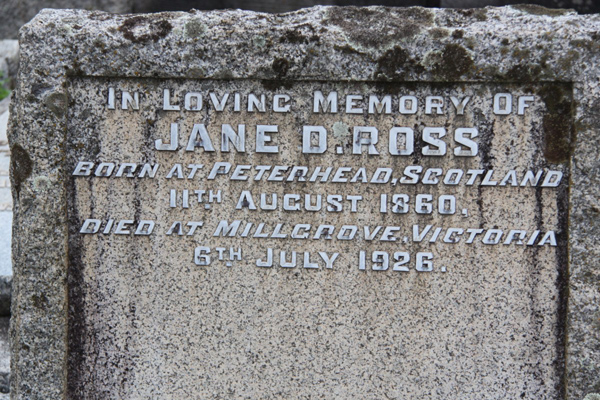 In Loving Memory Of
JANE D. ROSS
Born at Peterhead, Scotland
11th August 1860.
Died at Millgrove, Victoria
6th July 1926.